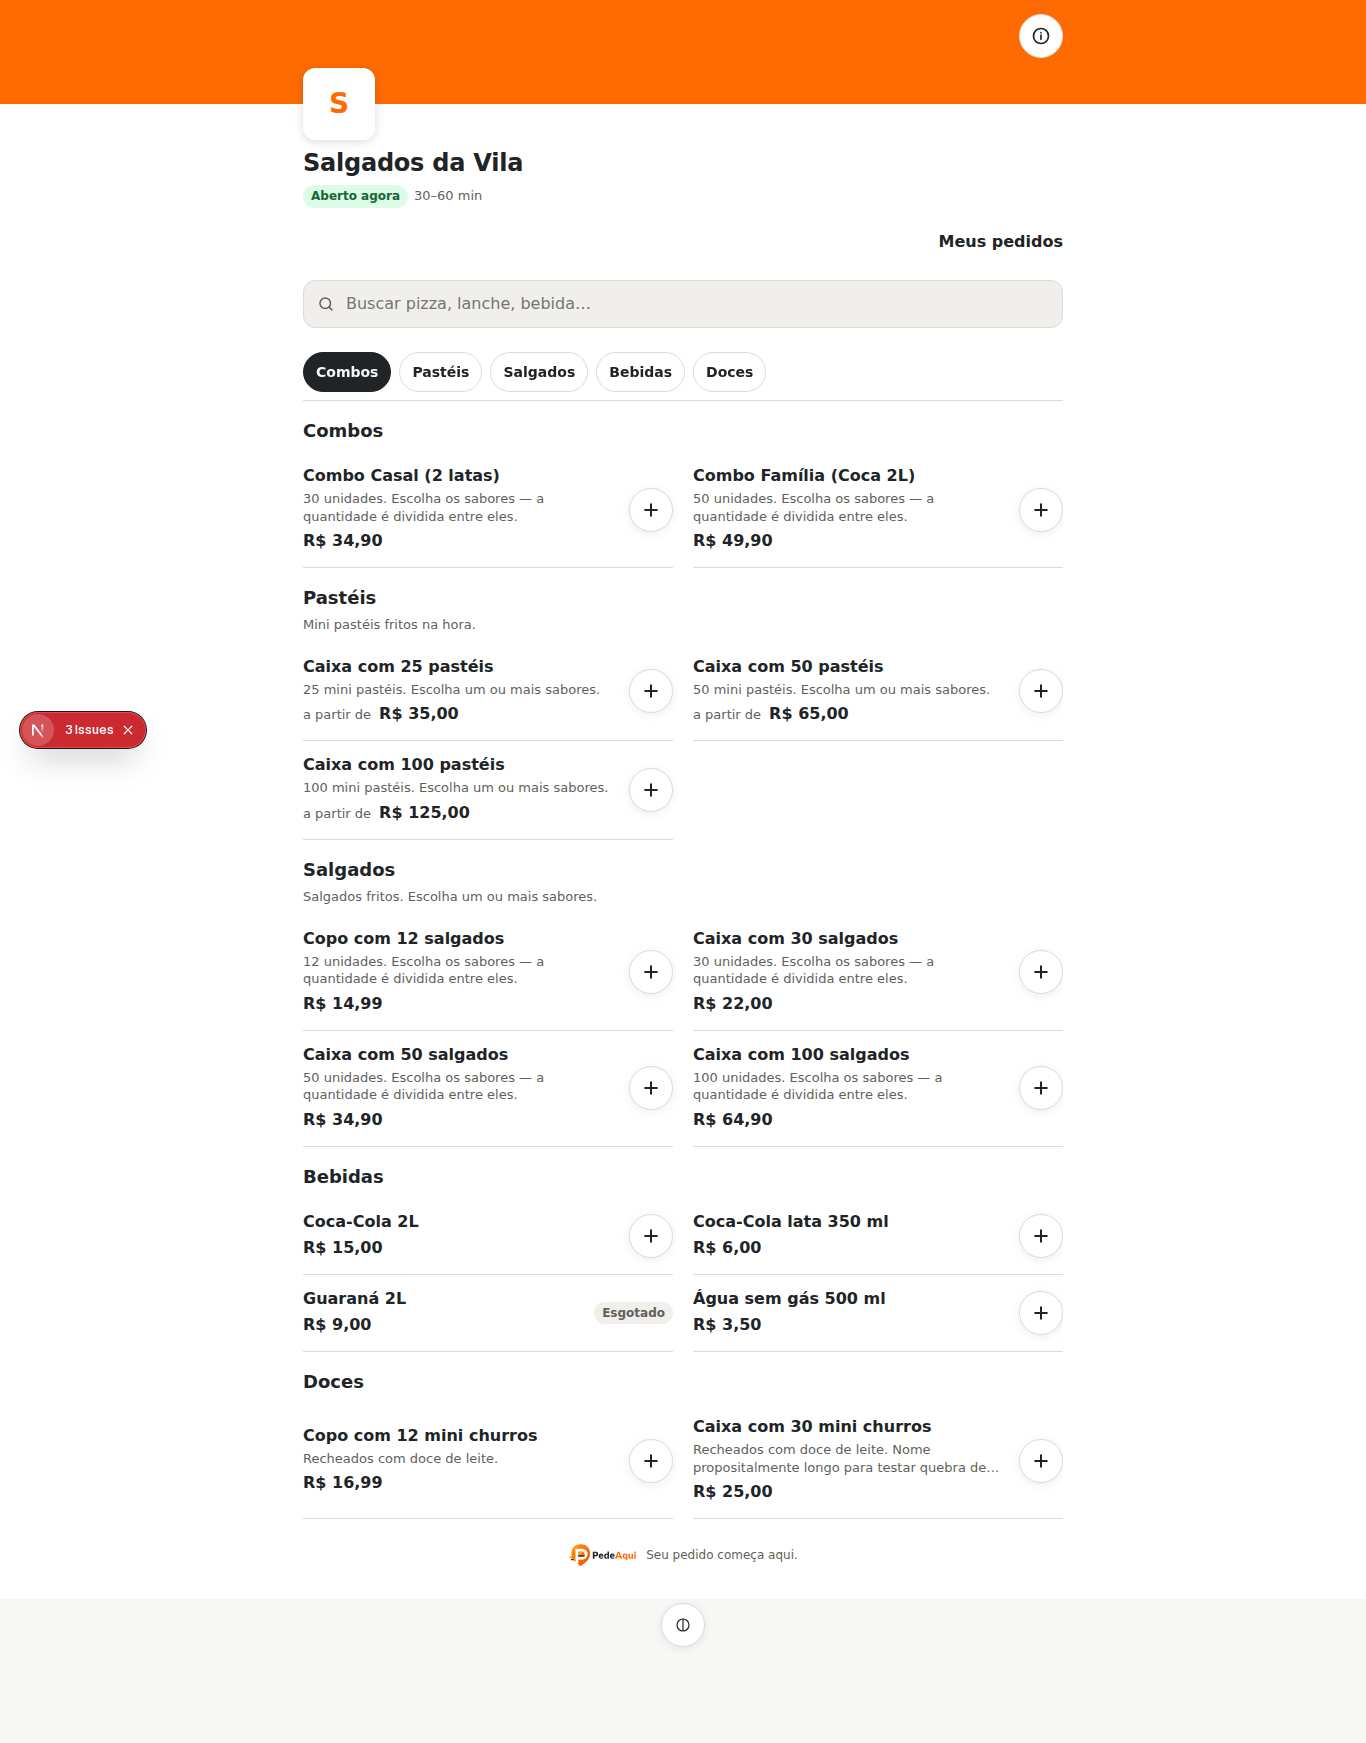 S
Salgados da Vila
Aberto agora 30–60 min
Meus pedidos
Buscar pizza, lanche, bebida...
Combos Pastéis Salgados Bebidas Doces
Combos
Combo Casal (2 latas)
30 unidades. Escolha os sabores — a
quantidade é dividida entre eles.
R$ 34,90
Combo Família (Coca 2L)
50 unidades. Escolha os sabores — a
quantidade é dividida entre eles.
R$ 49,90
Pastéis
Mini pastéis fritos na hora.
Caixa com 25 pastéis
25 mini pastéis. Escolha um ou mais sabores.
a partir de R$ 35,00
Caixa com 50 pastéis
50 mini pastéis. Escolha um ou mais sabores.
a partir de R$ 65,00
N 3 Issues
Caixa com 100 pastéis
100 mini pastéis. Escolha um ou mais sabores.
a partir de R$ 125,00
Salgados
Salgados fritos. Escolha um ou mais sabores.
Copo com 12 salgados
12 unidades. Escolha os sabores — a
quantidade é dividida entre eles.
R$ 14,99
Caixa com 30 salgados
30 unidades. Escolha os sabores — a
quantidade é dividida entre eles.
R$ 22,00
Caixa com 50 salgados
50 unidades. Escolha os sabores — a
quantidade é dividida entre eles.
R$ 34,90
Caixa com 100 salgados
100 unidades. Escolha os sabores — a
quantidade é dividida entre eles.
R$ 64,90
Bebidas
Coca-Cola 2L
R$ 15,00
Coca-Cola lata 350 ml
R$ 6,00
Guaraná 2L
R$ 9,00
Esgotado
Água sem gás 500 ml
R$ 3,50
Doces
Copo com 12 mini churros
Recheados com doce de leite.
R$ 16,99
Caixa com 30 mini churros
Recheados com doce de leite. Nome
propositalmente longo para testar quebra de...
R$ 25,00
PedeAqui Seu pedido começa aqui.